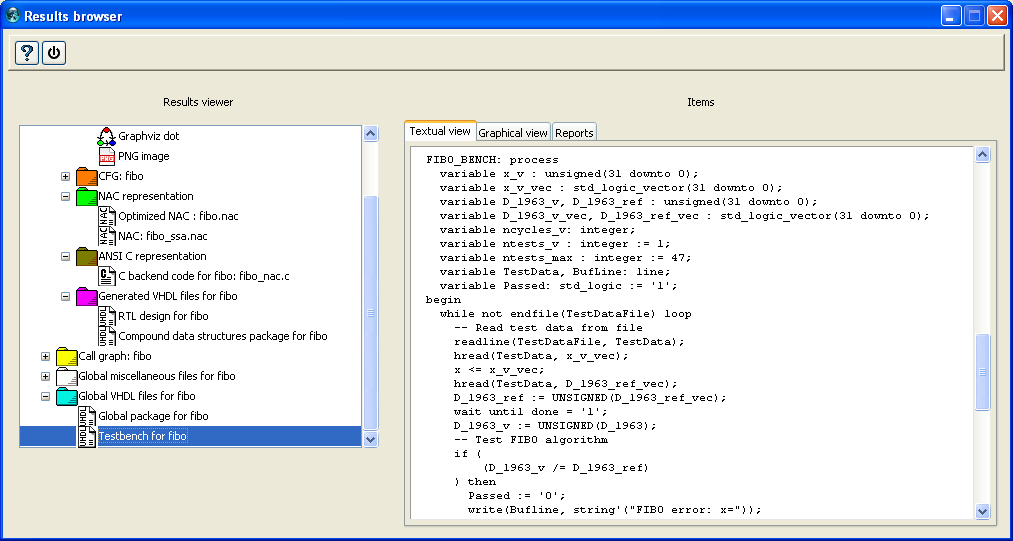 Results browser
?
Results viewer
Items
Graphviz dot
PNG image
CFG: fibo
NAC representation
Optimized NAC : fibo.nac
NAC: fibo_ssa.nac
ANSI C representation
C backend code for fibo: fibo_nac.c
Generated VHDL files for fibo
RTL design for fibo
Compound data structures package for fibo
Call graph: fibo
Global miscellaneous files for fibo
Global VHDL files for fibo
Global package for fibo
Testbench for fibo
Textual view Graphical view Reports
FIBO_BENCH: process
variable x_v : unsigned(31 downto 0);
variable x_v_vec : std_logic_vector(31 downto 0);
variable D_1963_v, D_1963_ref : unsigned(31 downto 0);
variable D_1963_v_vec, D_1963_ref_vec : std_logic_vector(31 downto 0);
variable ncycles_v: integer;
variable ntests_v : integer := 1;
variable ntests_max : integer := 47;
variable TestData, BufLine: line;
variable Passed: std_logic := '1';
begin
while not endfile(TestDataFile) loop
-- Read test data from file
readline(TestDataFile, TestData);
hread(TestData, x_v_vec);
x <= x_v_vec;
hread(TestData, D_1963_ref_vec);
D_1963_ref := UNSIGNED(D_1963_ref_vec);
wait until done = '1';
D_1963_v := UNSIGNED(D_1963);
-- Test FIBO algorithm
if (
(D_1963_v /= D_1963_ref)
) then
Passed := '0';
write(Bufline, string'("FIBO error: x="));